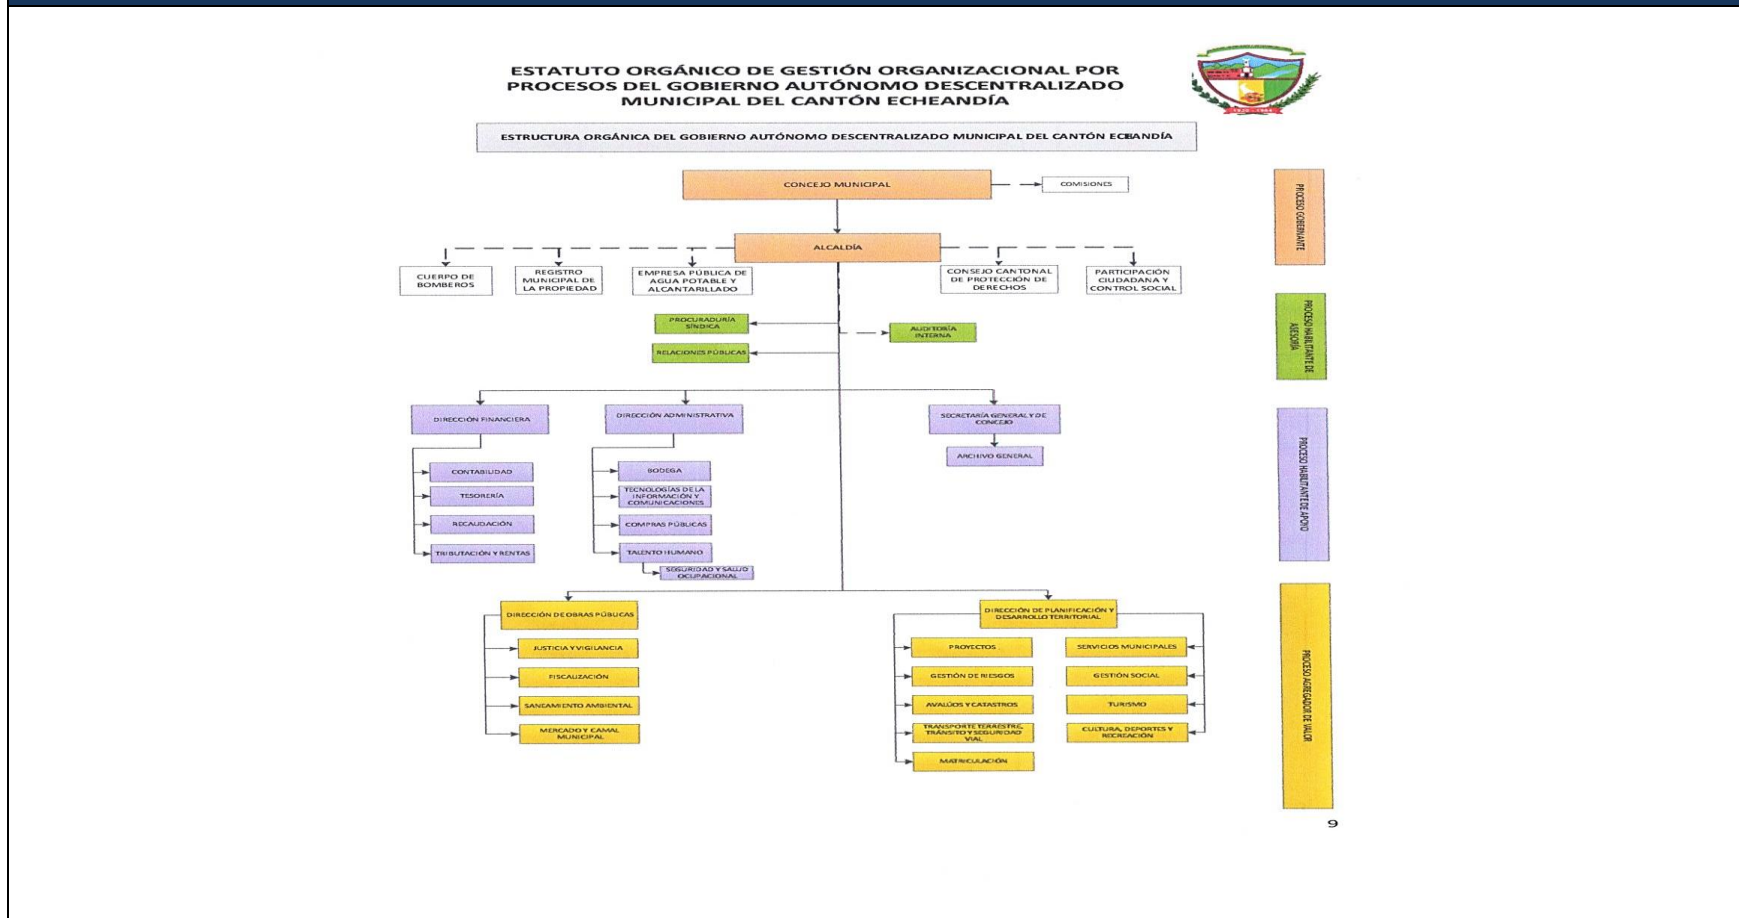 ESTATUTO ORGÁNICO DE GESTIÓN ORGANIZACIONAL POR
PROCESOS DEL GOBIERNO AUTÓNOMO DESCENTRALIZADO
MUNICIPAL DEL CANTÓN ECHEANDÍA
ESTRUCTURA ORGÁNICA DEL GOBIERNO AUTÓNOMO DESCENTRALIZADO MUNICIPAL DEL CANTÓN ECHEANDÍA
CONCEJO MUNICIPAL
COMISIONES
PROCESO GOBERNANTE
ALCALDÍA
CUERPO DE
BOMBEROS
REGISTRO
MUNICIPAL DE
LA PROPIEDAD
EMPRESA PÚBLICA DE
AGUA POTABLE Y
ALCANTARILLADO
CONSEJO CANTONAL
DE PROTECCIÓN DE
DERECHOS
PARTICIPACIÓN
CIUDADANA Y
CONTROL SOCIAL
PROCURADURÍA
SÍNDICA
AUDITORÍA
INTERNA
RELACIONES PÚBLICAS
PROCESO HABILITANTE DE
ASESORÍA
DIRECCIÓN FINANCIERA
DIRECCIÓN ADMINISTRATIVA
SECRETARÍA GENERAL Y DE
CONCEJO
CONTABILIDAD
TESORERÍA
RECAUDACIÓN
TRIBUTACIÓN Y RENTAS
BODEGA
TECNOLOGÍAS DE LA
INFORMACIÓN Y
COMUNICACIONES
COMPRAS PÚBLICAS
TALENTO HUMANO
SEGURIDAD Y SALUD
OCUPACIONAL
ARCHIVO GENERAL
PROCESO HABILITANTE DE APOYO
DIRECCIÓN DE OBRAS PÚBLICAS
JUSTICIA Y VIGILANCIA
FISCALIZACIÓN
SANEAMIENTO AMBIENTAL
MERCADO Y CAMAL
MUNICIPAL
DIRECCIÓN DE PLANIFICACIÓN Y
DESARROLLO TERRITORIAL
PROYECTOS
GESTIÓN DE RIESGOS
AVALÚOS Y CATASTROS
TRANSPORTE TERRESTRE,
TRÁNSITO Y SEGURIDAD
VIAL
MATRICULACIÓN
SERVICIOS MUNICIPALES
GESTIÓN SOCIAL
TURISMO
CULTURA, DEPORTES Y
RECREACIÓN
PROCESO AGREGADOR DE VALOR
9